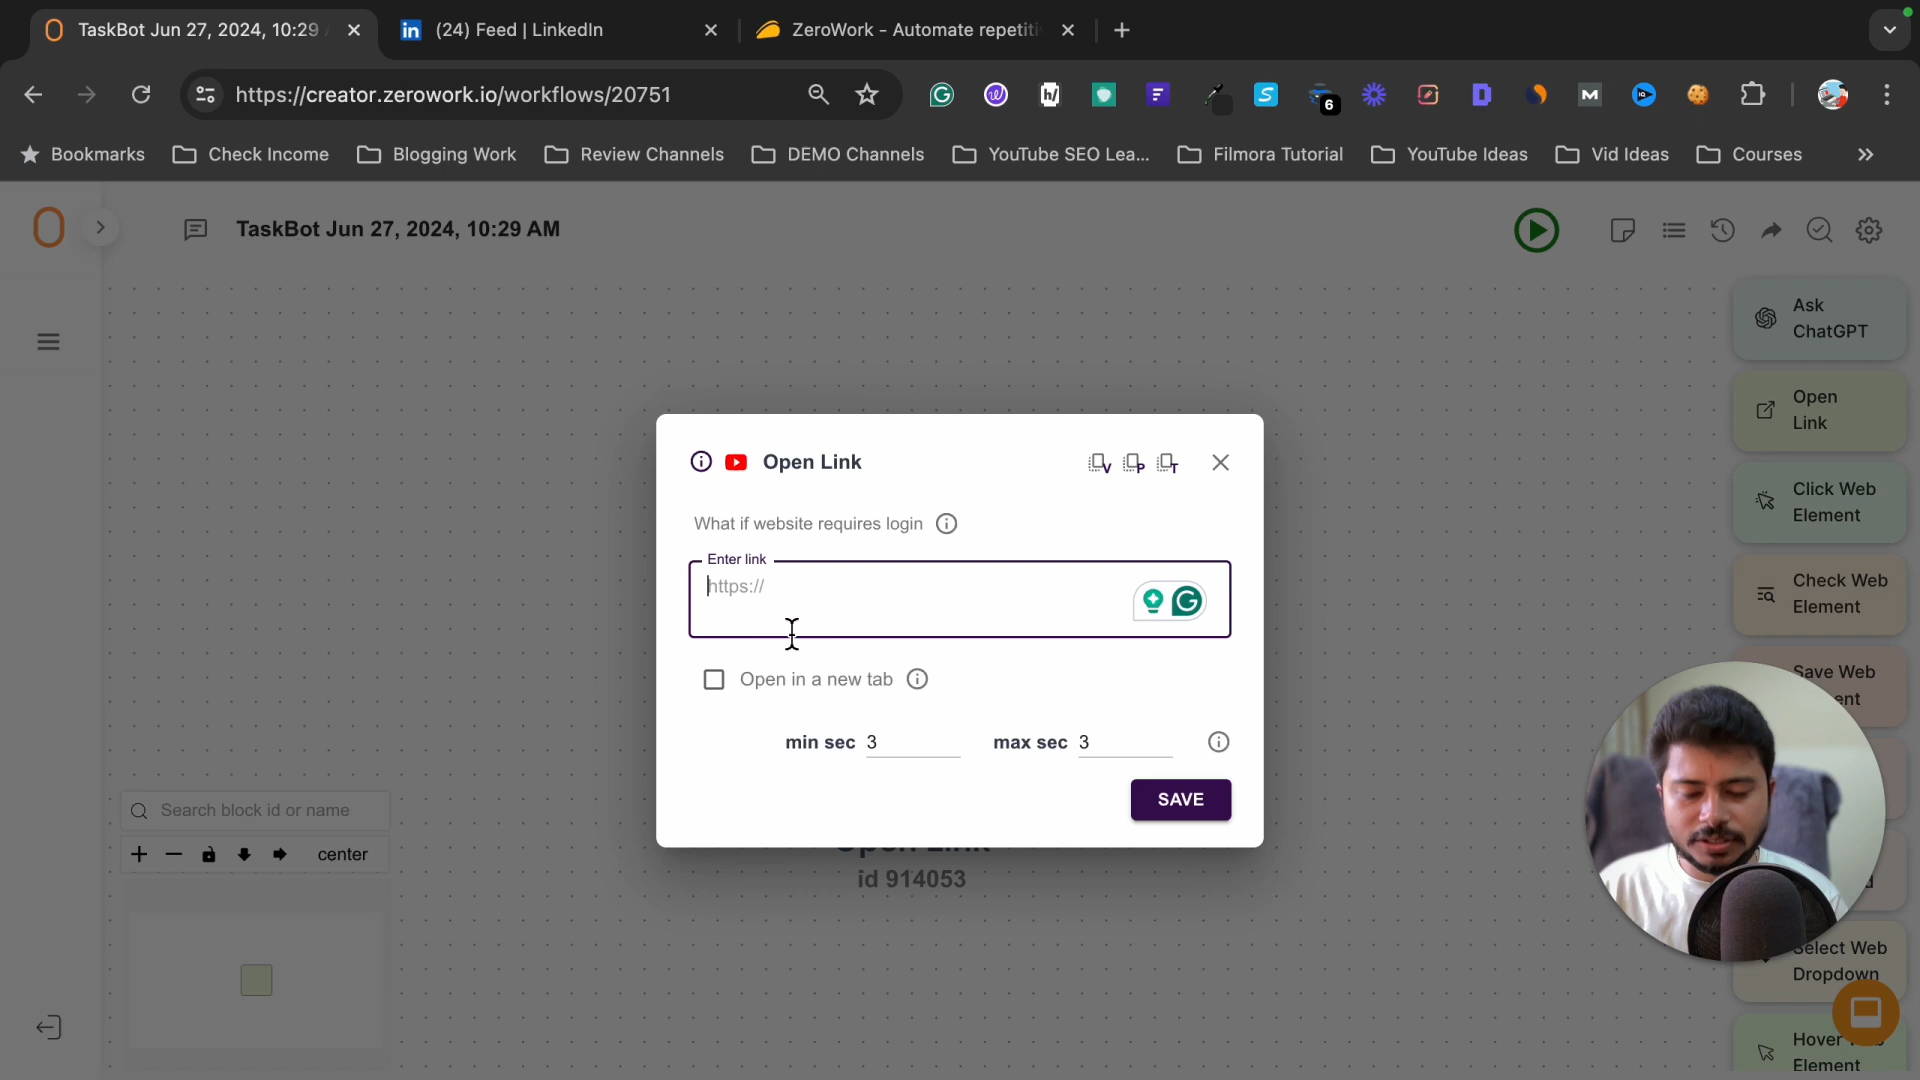 TaskBot Jun 27, 2024, 10:29
in (24) Feed | LinkedIn
ZeroWork - Automate repetiti
https://creator.zerowork.io/workflows/20751
6
Bookmarks
Check Income
Blogging Work
Review Channels
DEMO Channels
YouTube SEO Lea...
Filmora Tutorial
YouTube Ideas
Vid Ideas
Courses
TaskBot Jun 27, 2024, 10:29 AM
Ask
ChatGPT
Open
Link
Click Web
Element
Check Web
Element
Save Web
ent
Select Web
Dropdown
Hover
Element
Open Link
V
P
T
What if website requires login
Enter link
https://
Open in a new tab
min sec 3
max sec 3
SAVE
Open Link
id 914053
Search block id or name
center